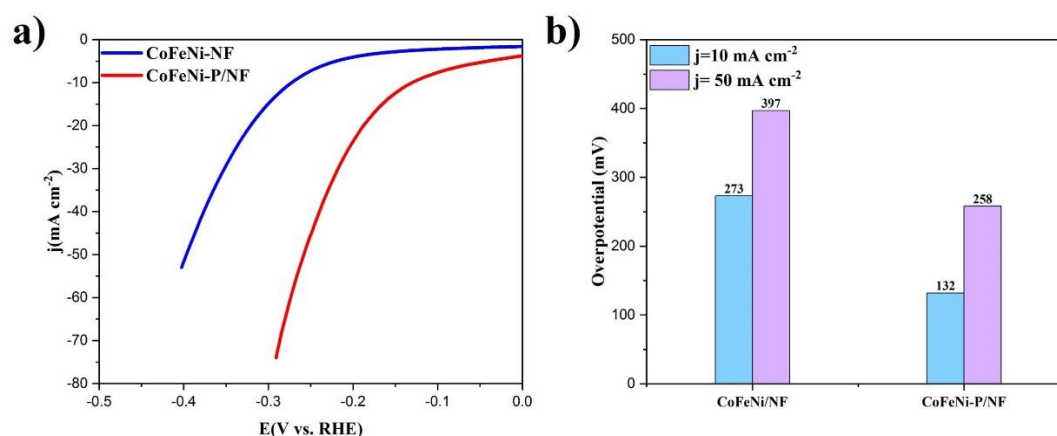 a)
CoFeNi-NF
CoFeNi-P/NF
0
-10
-20
-30
-40
-50
-60
-70
-80
j(mA cm⁻²)
-0.5
-0.4
-0.3
-0.2
-0.1
0.0
E(V vs. RHE)
b)
j=10 mA cm⁻²
j= 50 mA cm⁻²
500
400
300
200
100
0
Overpotential (mV)
273
397
132
258
CoFeNi/NF
CoFeNi-P/NF